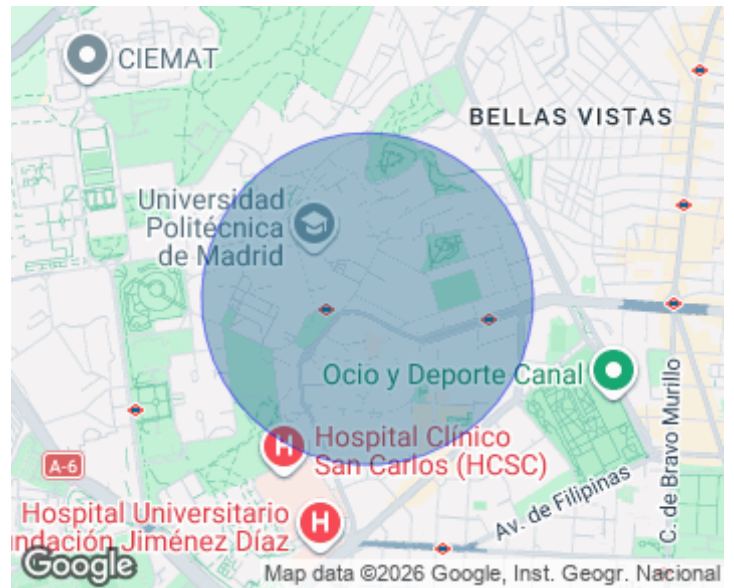 CIEMAT
BELLAS VISTAS
Universidad
Politécnica
de Madrid
Ocio y Deporte Canal
C. de Bravo Murillo
H
Hospital Clínico
San Carlos (HCSC)
A-6
Av. de Filipinas
Hospital Universitario
undación Jiménez Díaz
H
Google
Map data ©2026 Google, Inst. Geogr. Nacional